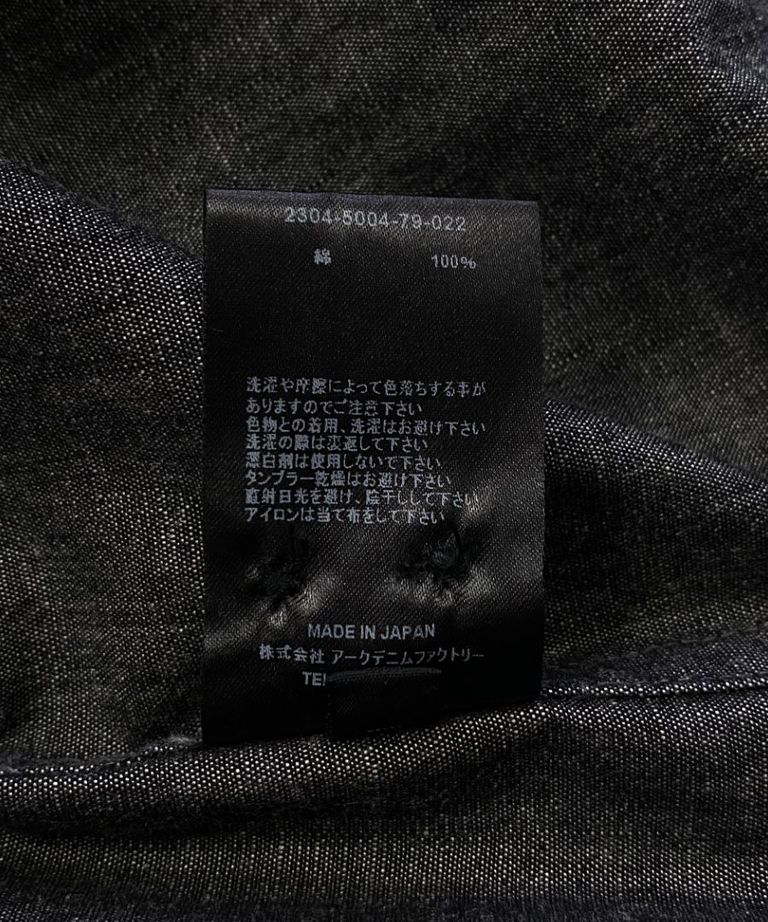 2304-5004-79-022
綿 100%
洗濯や摩擦によって色落ちする事が
ありますのでご注意下さい
色物との着用、洗濯はお避け下さい
洗濯の際は裏返して下さい
漂白剤は使用しないで下さい
タンブラー乾燥はお避け下さい
直射日光を避け、陰干しして下さい
アイロンは当て布をして下さい
MADE IN JAPAN
株式会社 アークデニムファクトリー
TEL